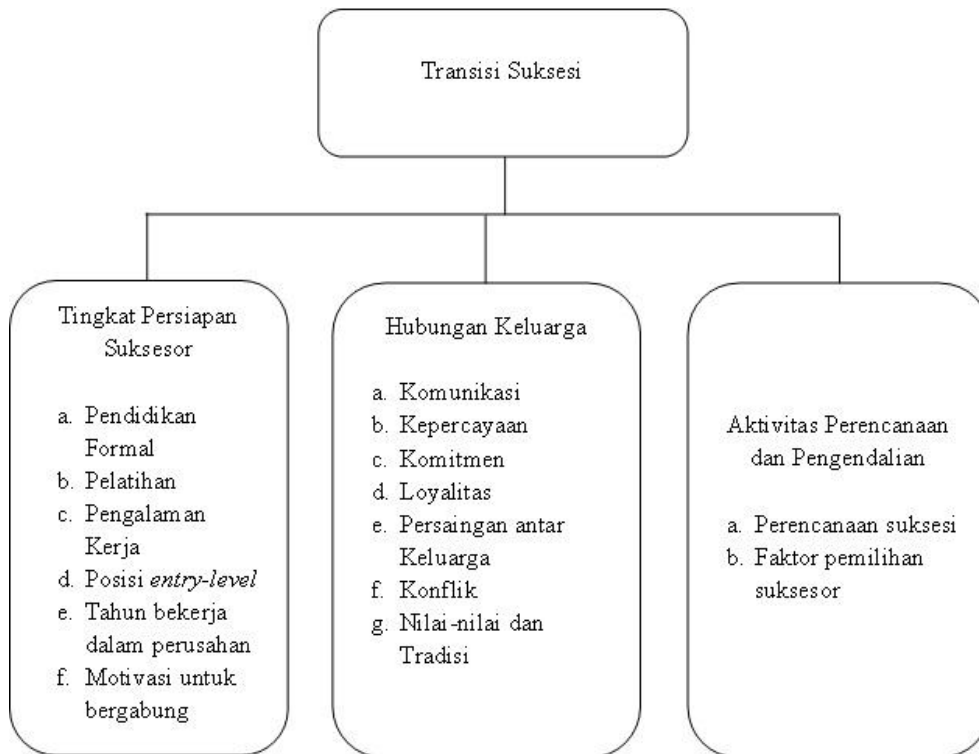 Transisi Suksesi
Tingkat Persiapan
Suksesor
a. Pendidikan
Formal
b. Pelatihan
c. Pengalaman
Kerja
d. Posisi entry-level
e. Tahun bekerja
dalam perusahan
f. Motivasi untuk
bergabung
Hubungan Keluarga
a. Komunikasi
b. Kepercayaan
c. Komitmen
d. Loyalitas
e. Persaingan antar
Keluarga
f. Konflik
g. Nilai-nilai dan
Tradisi
Aktivitas Perencanaan
dan Pengendalian
a. Perencanaan suksesi
b. Faktor pemilihan
suksesor